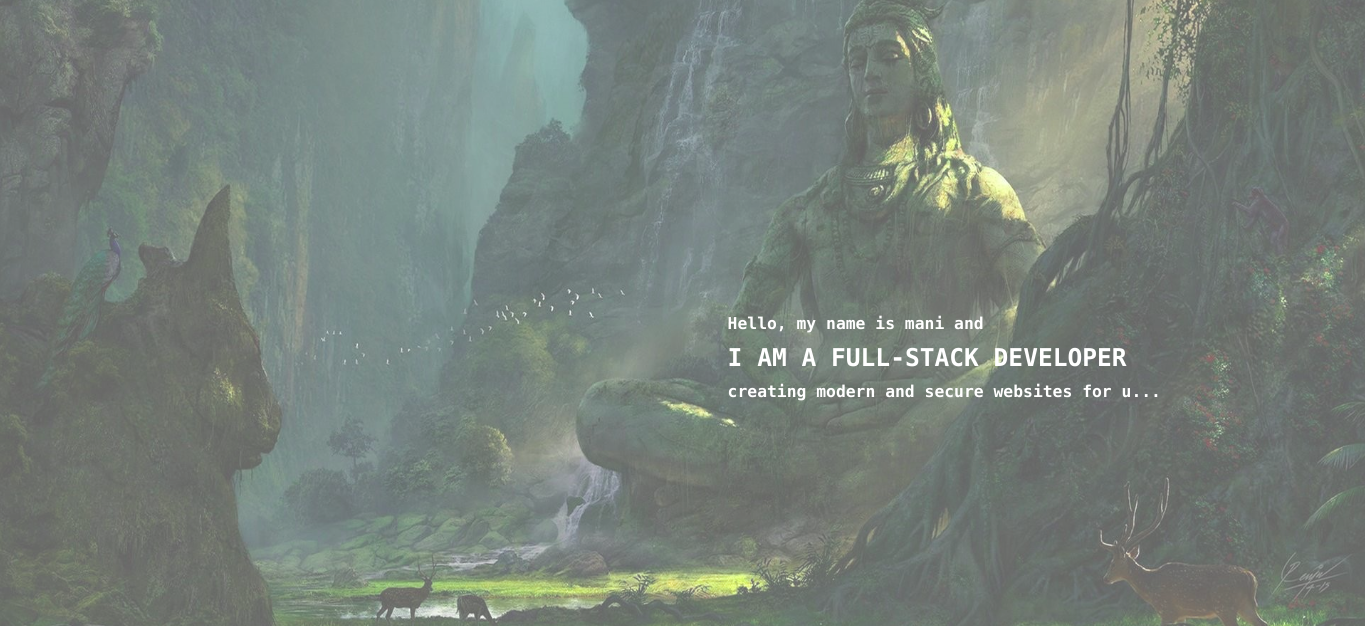 Hello, my name is mani and
I AM A FULL-STACK DEVELOPER
creating modern and secure websites for u...